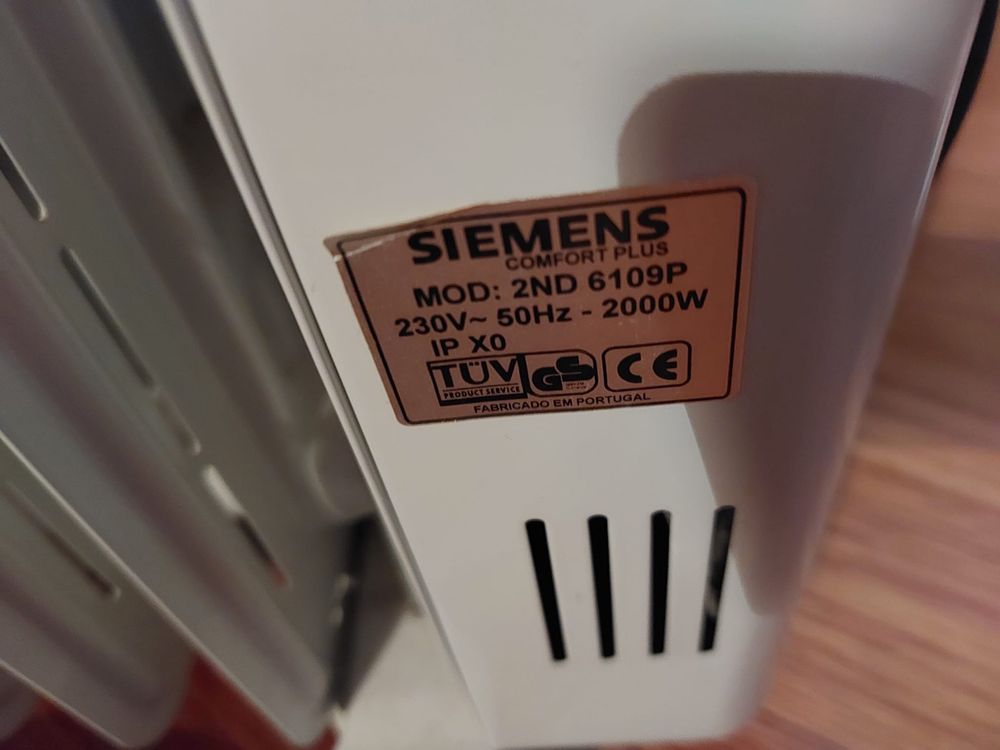 SIEMENS
COMFORT PLUS
MOD: 2ND 6109P
230V~ 50Hz - 2000W
IP X0
TÜV GS CE
PRODUCT SERVICE
FABRICADO EM PORTUGAL